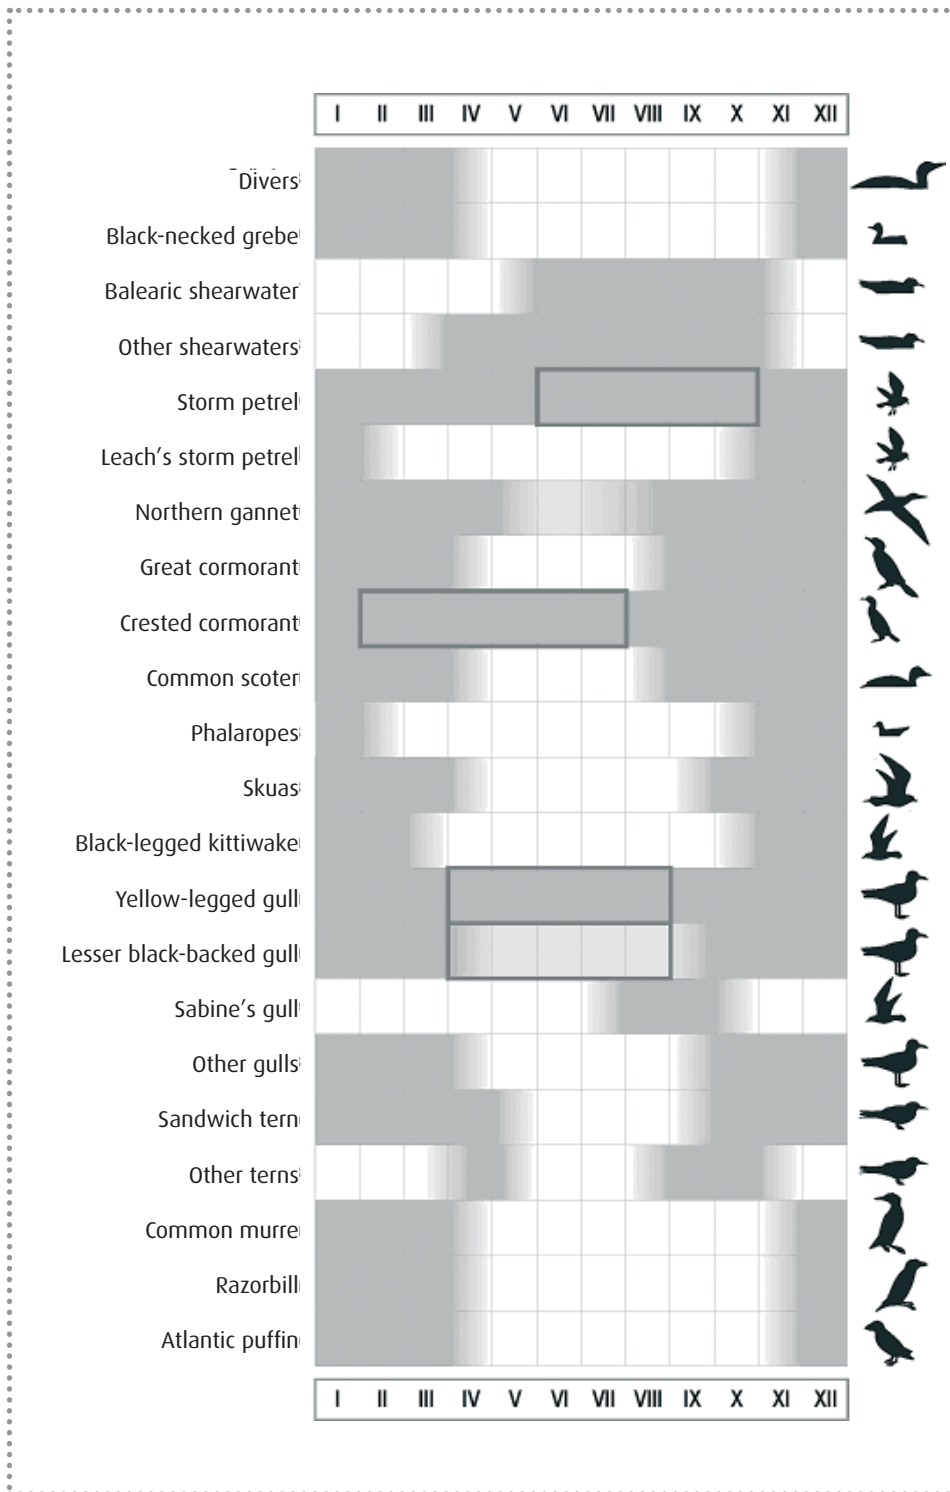 I II III IV V VI VII VIII IX X XI XII
Divers
Black-necked grebe
Balearic shearwater
Other shearwaters
Storm petrel
Leach’s storm petrel
Northern gannet
Great cormorant
Crested cormorant
Common scoter
Phalaropes
Skuas
Black-legged kittiwake
Yellow-legged gull
Lesser black-backed gull
Sabine’s gull
Other gulls
Sandwich tern
Other terns
Common murre
Razorbill
Atlantic puffin
I II III IV V VI VII VIII IX X XI XII